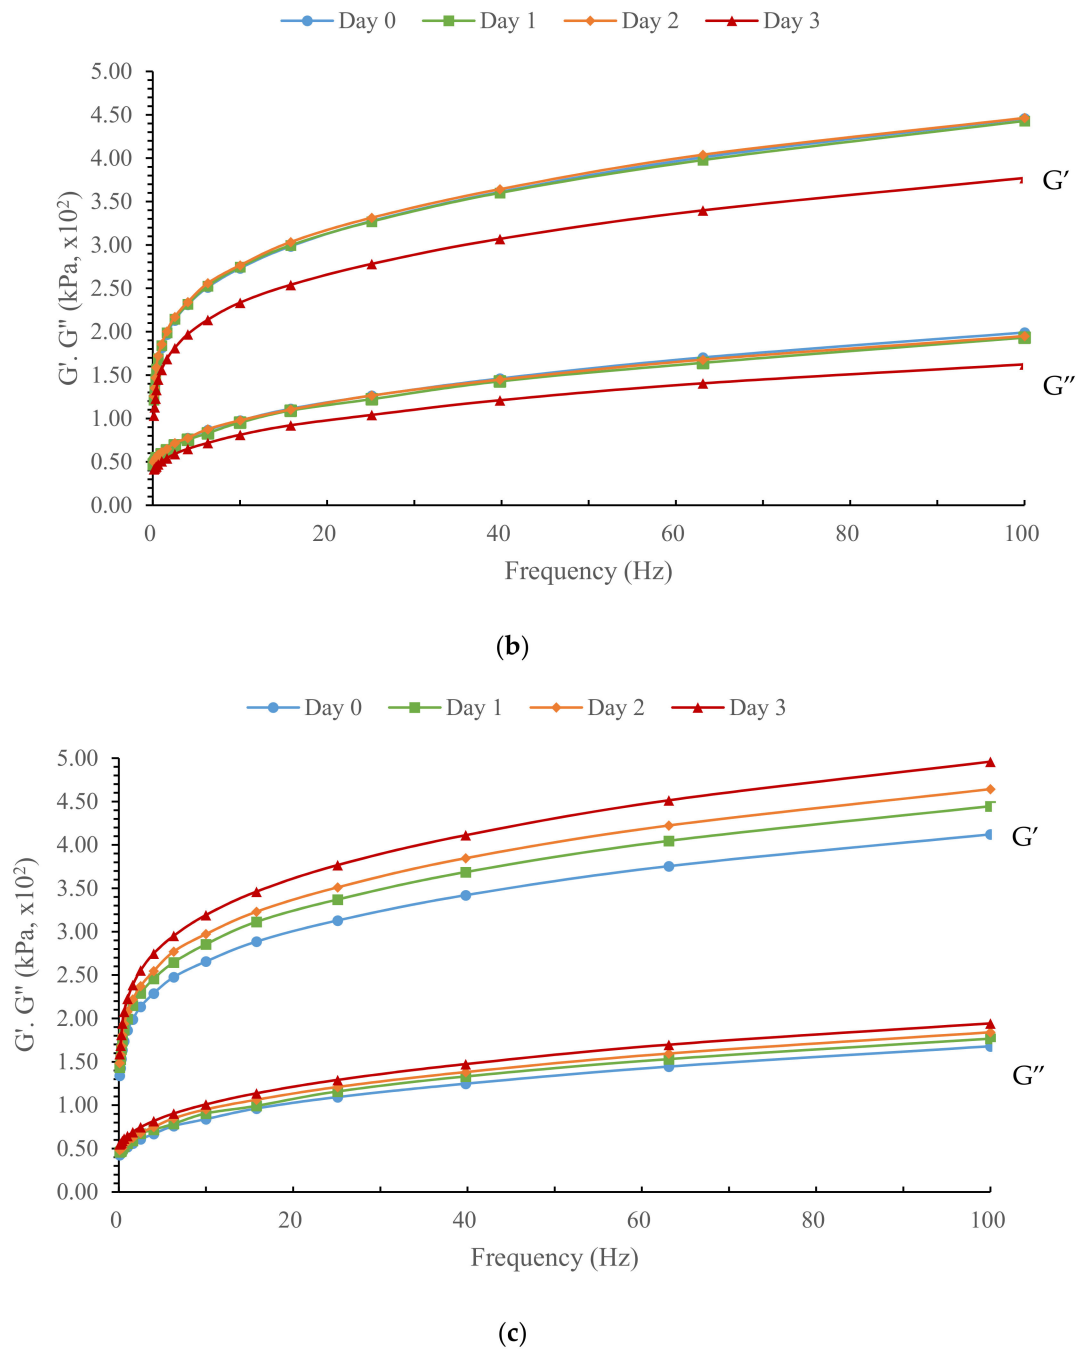 Day 0 Day 1 Day 2 Day 3
5.00
4.50
4.00
3.50
3.00
2.50
2.00
1.50
1.00
0.50
0.00
G'. G" (kPa, x10²)
G′
G″
0 20 40 60 80 100
Frequency (Hz)
(b)
Day 0 Day 1 Day 2 Day 3
5.00
4.50
4.00
3.50
3.00
2.50
2.00
1.50
1.00
0.50
0.00
G'. G" (kPa, x10²)
G′
G″
0 20 40 60 80 100
Frequency (Hz)
(c)